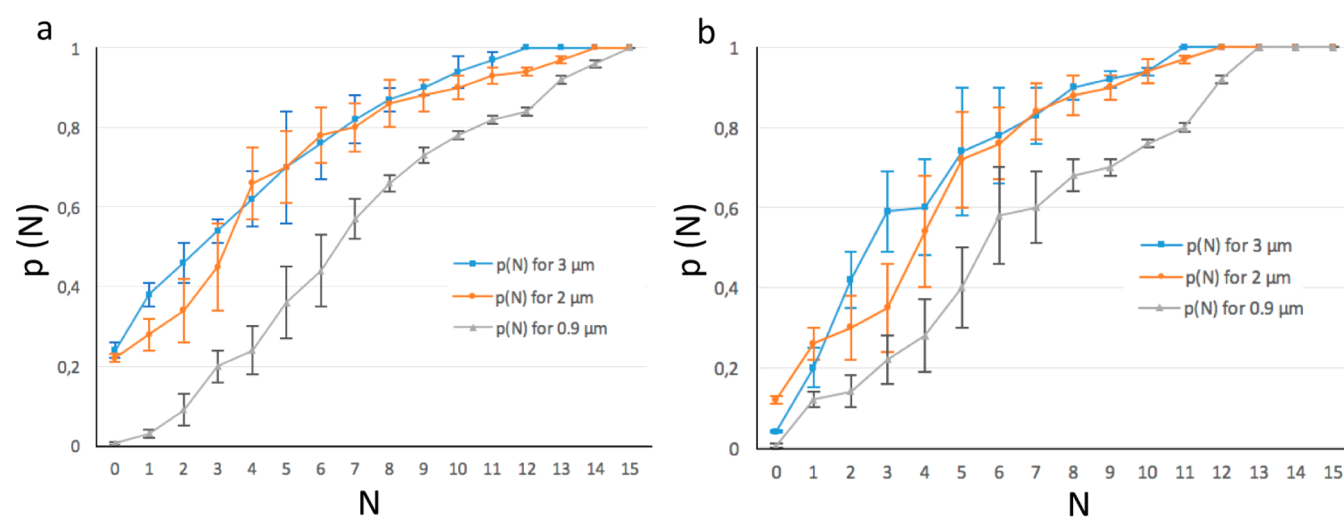 a
1
0,8
0,6
0,4
0,2
0
p (N)
p(N) for 3 µm
p(N) for 2 µm
p(N) for 0.9 µm
0 1 2 3 4 5 6 7 8 9 10 11 12 13 14 15
N
b
1
0,8
0,6
0,4
0,2
0
p (N)
p(N) for 3 µm
p(N) for 2 µm
p(N) for 0.9 µm
0 1 2 3 4 5 6 7 8 9 10 11 12 13 14 15
N